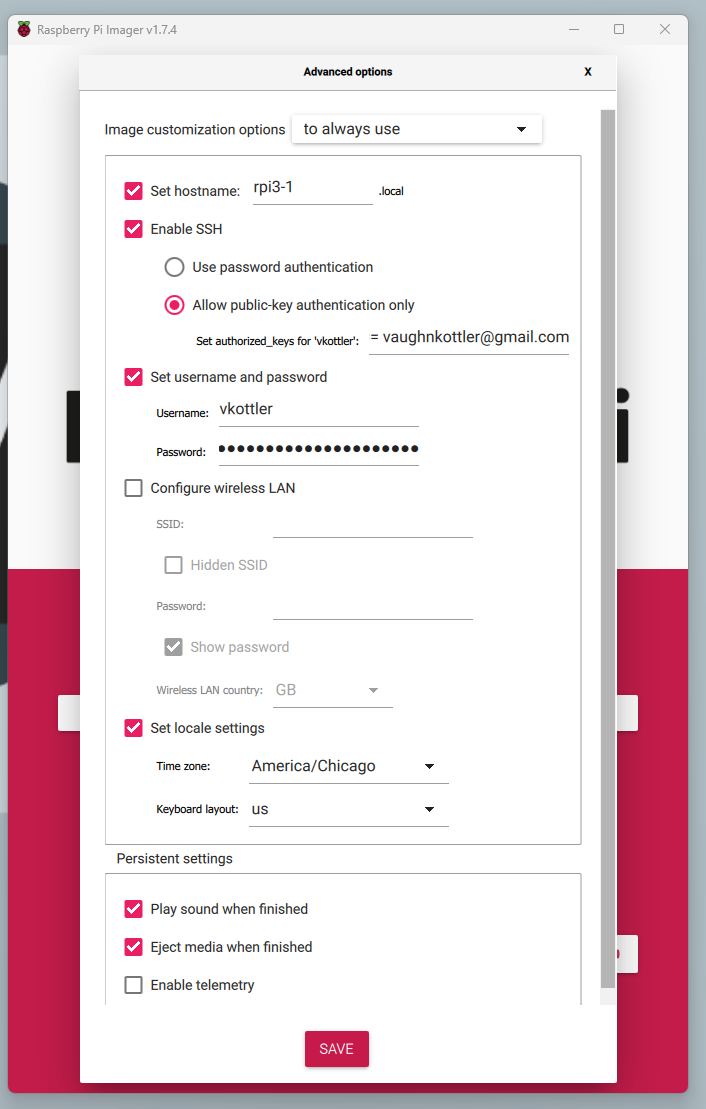 Raspberry Pi Imager v1.7.4
Advanced options
X
Image customization options to always use
Set hostname: rpi3-1 .local
Enable SSH
Use password authentication
Allow public-key authentication only
Set authorized_keys for 'vkottler': = vaughnkottler@gmail.com
Set username and password
Username: vkottler
Password: ●●●●●●●●●●●●●●●●●●●●
Configure wireless LAN
SSID:
Hidden SSID
Password:
Show password
Wireless LAN country: GB
Set locale settings
Time zone: America/Chicago
Keyboard layout: us
Persistent settings
Play sound when finished
Eject media when finished
Enable telemetry
SAVE